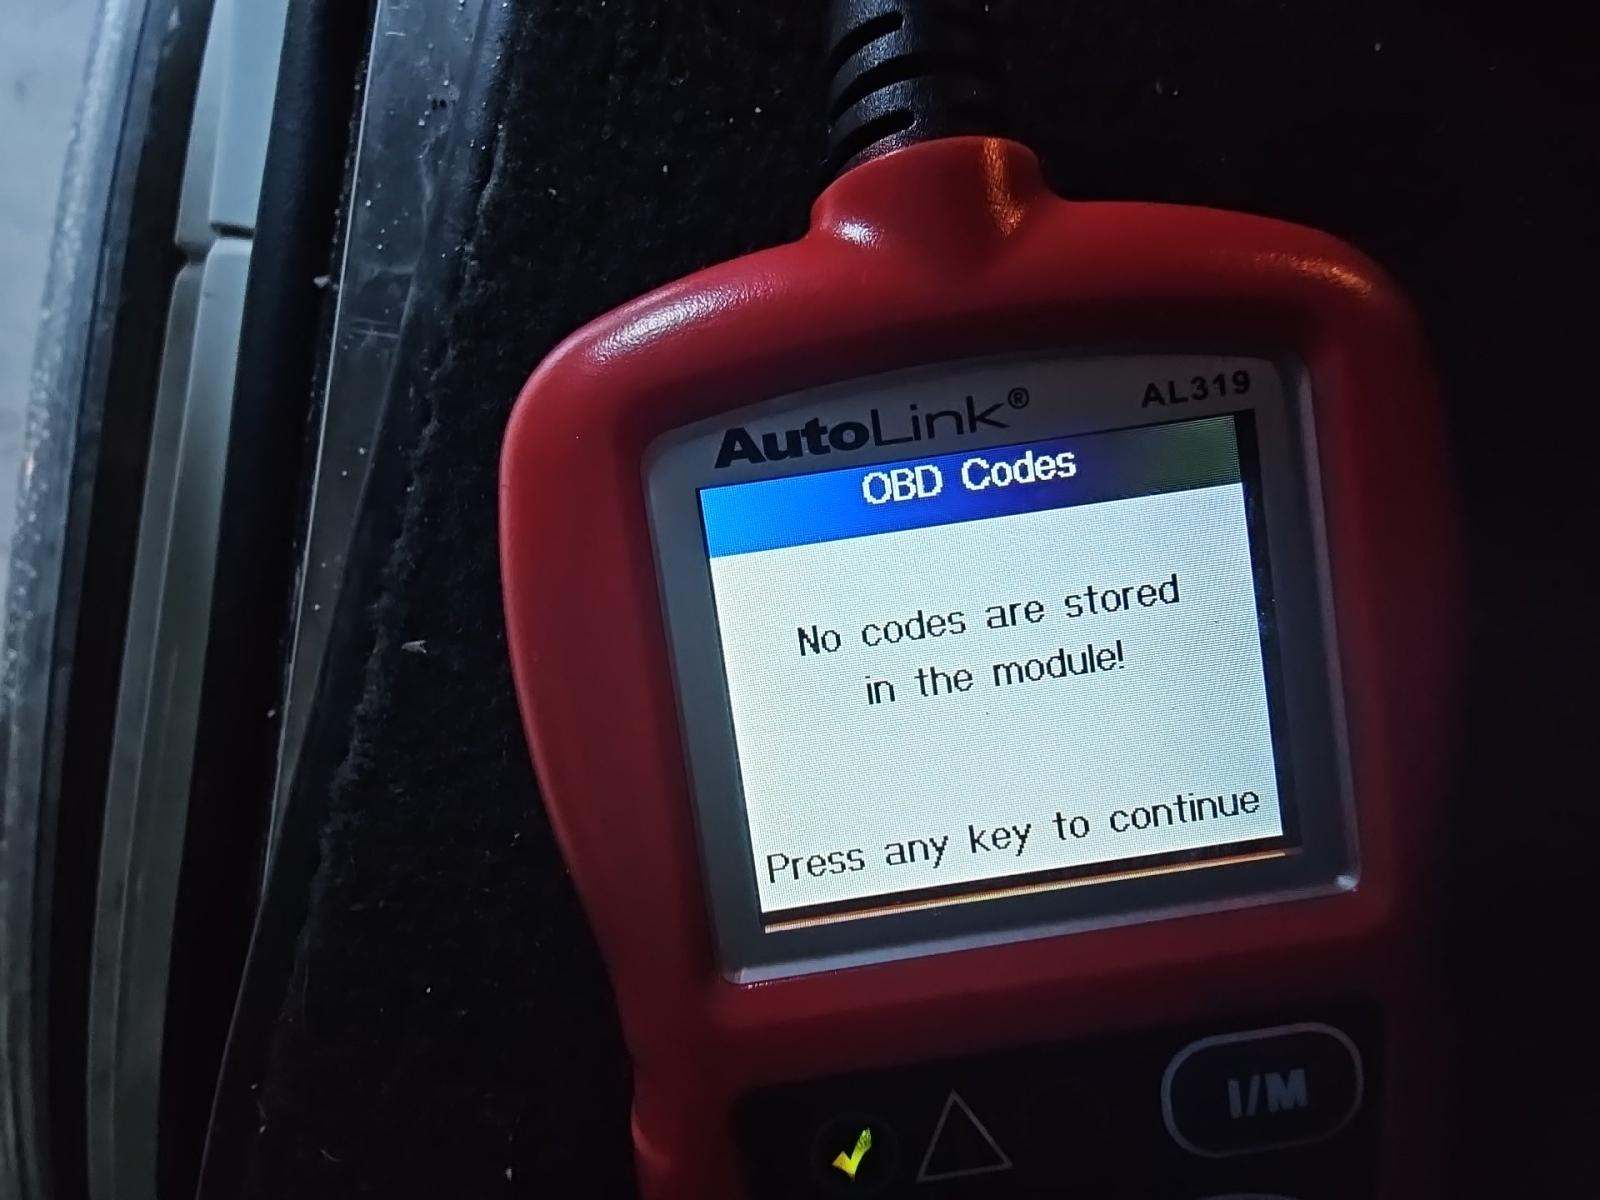 AutoLink® AL319
OBD Codes
No codes are stored
in the module!
Press any key to continue
I/M